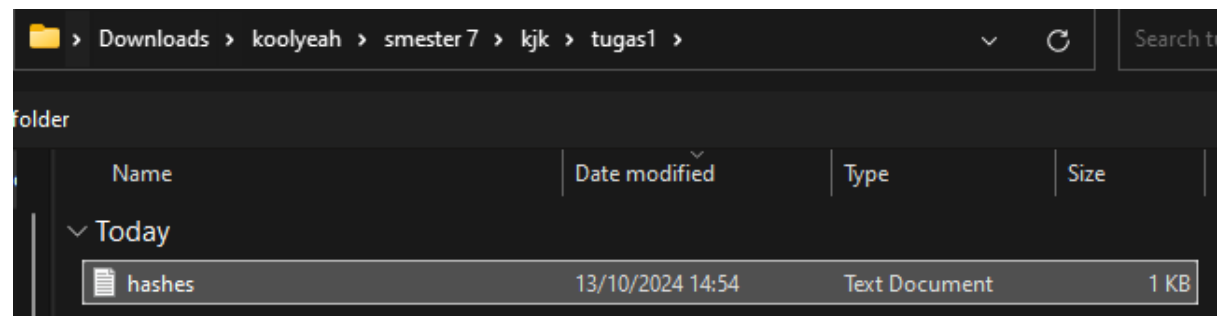 > Downloads > koolyeah > smester 7 > kjk > tugas1 > Search
folder
Name Date modified Type Size
Today
hashes 13/10/2024 14:54 Text Document 1 KB